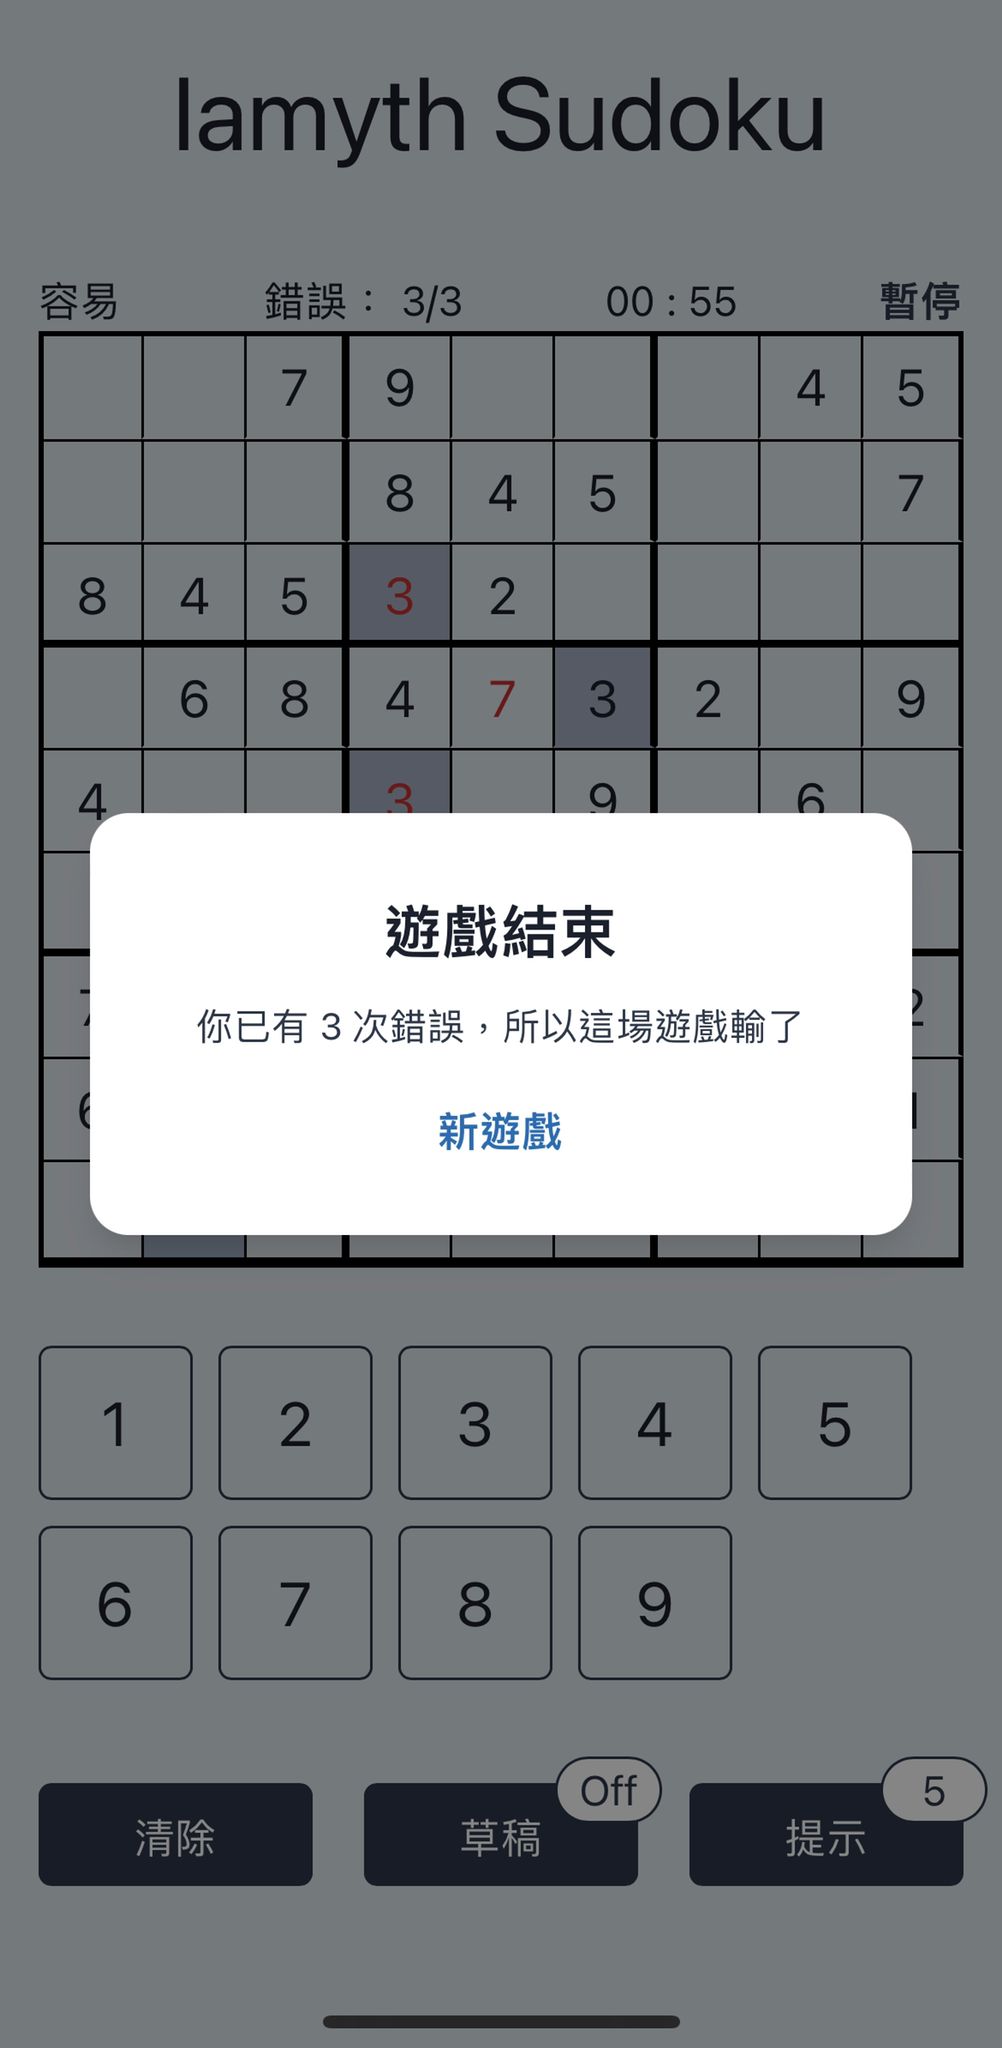 Iamyth Sudoku
容易 錯誤： 3/3 00 : 55 暫停
7 9 4 5
8 4 5 7
8 4 5 3 2
6 8 4 7 3 2 9
4 3 9 6
遊戲結束
你已有 3 次錯誤，所以這場遊戲輸了
新遊戲
1 2 3 4 5
6 7 8 9
清除 草稿 Off 提示 5